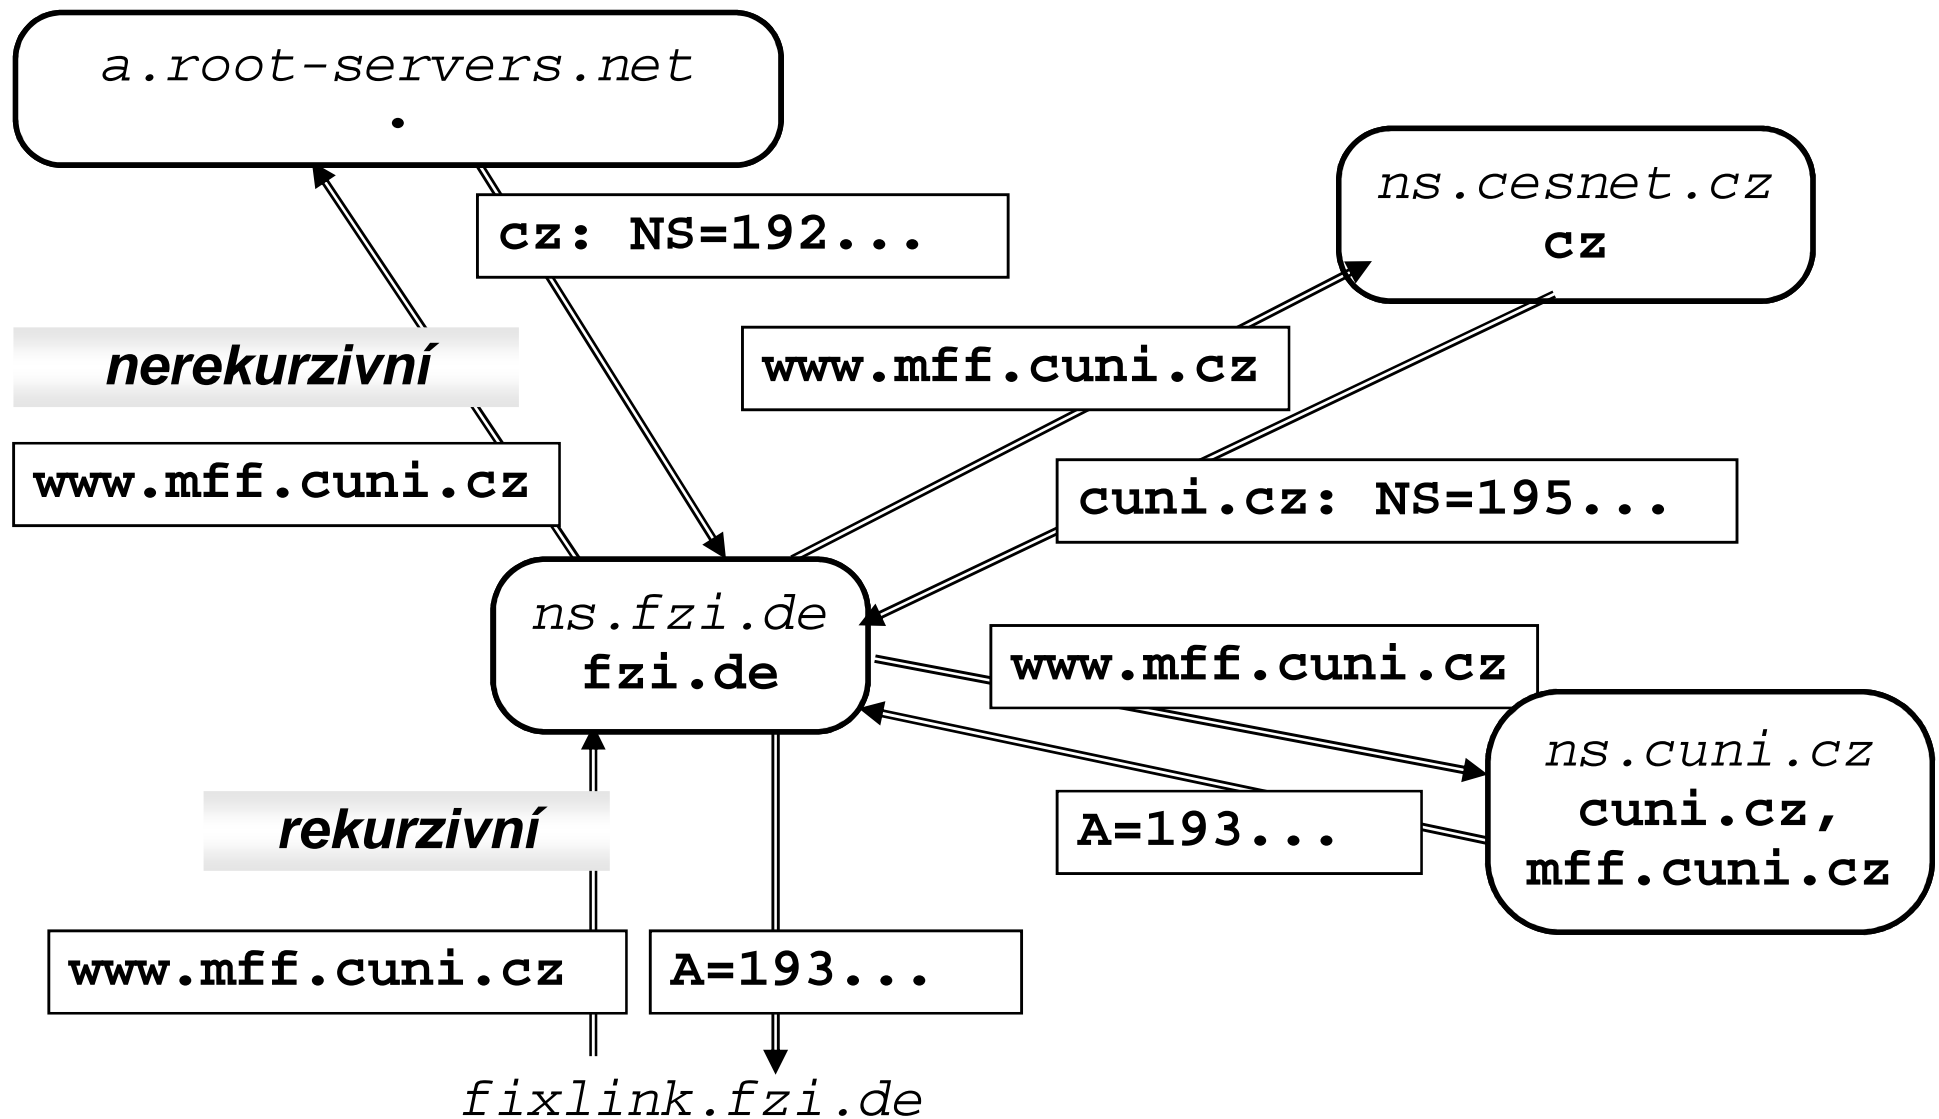 a.root-servers.net
.
cz: NS=192...
ns.cesnet.cz
cz
nerekurzivní
www.mff.cuni.cz
www.mff.cuni.cz
cuni.cz: NS=195...
ns.fzi.de
fzi.de
www.mff.cuni.cz
ns.cuni.cz
cuni.cz,
mff.cuni.cz
rekurzivní
A=193...
www.mff.cuni.cz
A=193...
fixlink.fzi.de